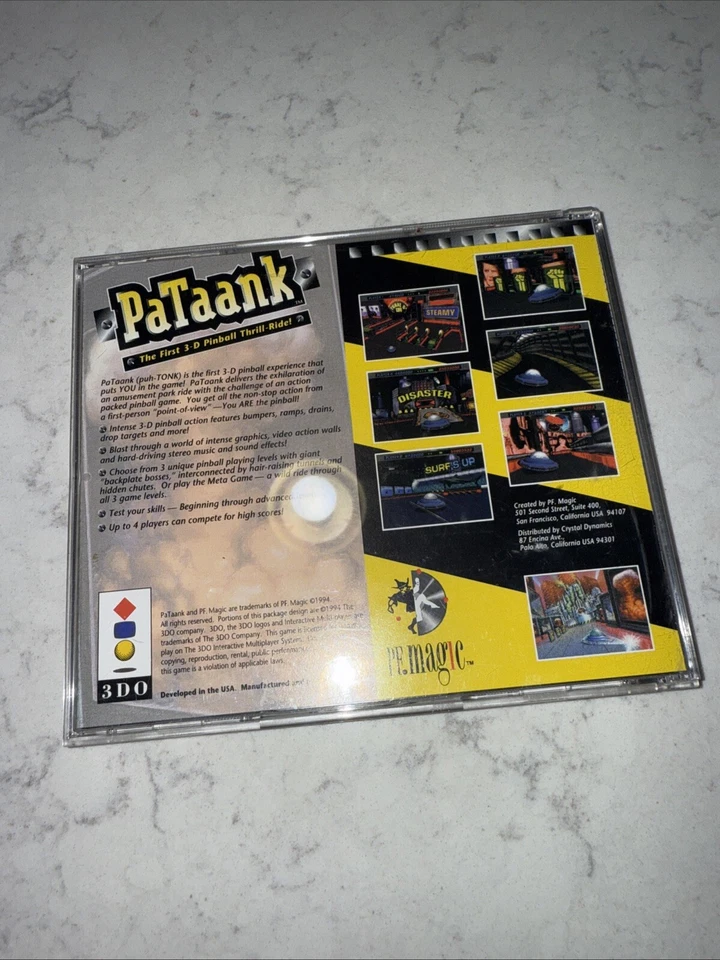 PaTaank™
The First 3-D Pinball Thrill-Ride!
PaTaank (puh-TONK) is the first 3-D pinball experience that
puts YOU in the game! PaTaank delivers the exhilaration of
an amusement park ride with the challenge of an action
packed pinball game. You get all the non-stop action from
a first-person "point-of-view" —You ARE the pinball!
Intense 3-D pinball action features bumpers, ramps, drains,
drop targets and more!
Blast through a world of intense graphics, video action walls
and hard-driving stereo music and sound effects!
Choose from 3 unique pinball playing levels with giant
"backplate bosses," interconnected by hair-raising tunnels and
hidden chutes. Or play the Meta Game — a wild ride through
all 3 game levels.
Test your skills — Beginning through advanced
Up to 4 players can compete for high scores!
3DO
PaTaank and PF. Magic are trademarks of PF. Magic ©1994.
All rights reserved. Portions of this package design are ©1994 The
3DO company. 3DO, the 3DO logos and Interactive
trademarks of The 3DO Company. This game is
play on The 3DO Interactive Multiplayer System.
copying, reproduction, rental, public
this game is a violation of applicable laws.
Developed in the USA. Manufactured
STEAMY
DISASTER
SURF'S UP
Created by PF. Magic
501 Second Street, Suite 400,
San Francisco, California USA 94107
Distributed by Crystal Dynamics
87 Encina Ave.,
Palo Alto, California USA 94301
PF.magic™